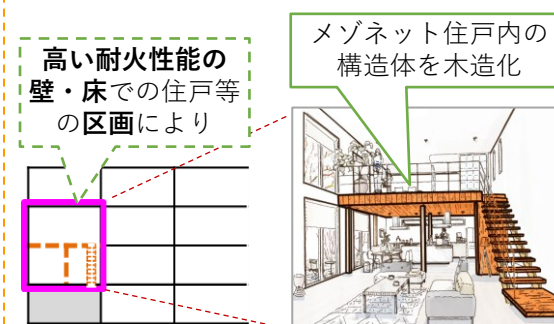 高い耐火性能の
壁・床での住戸等
の区画により
メゾネット住戸内の
構造体を木造化